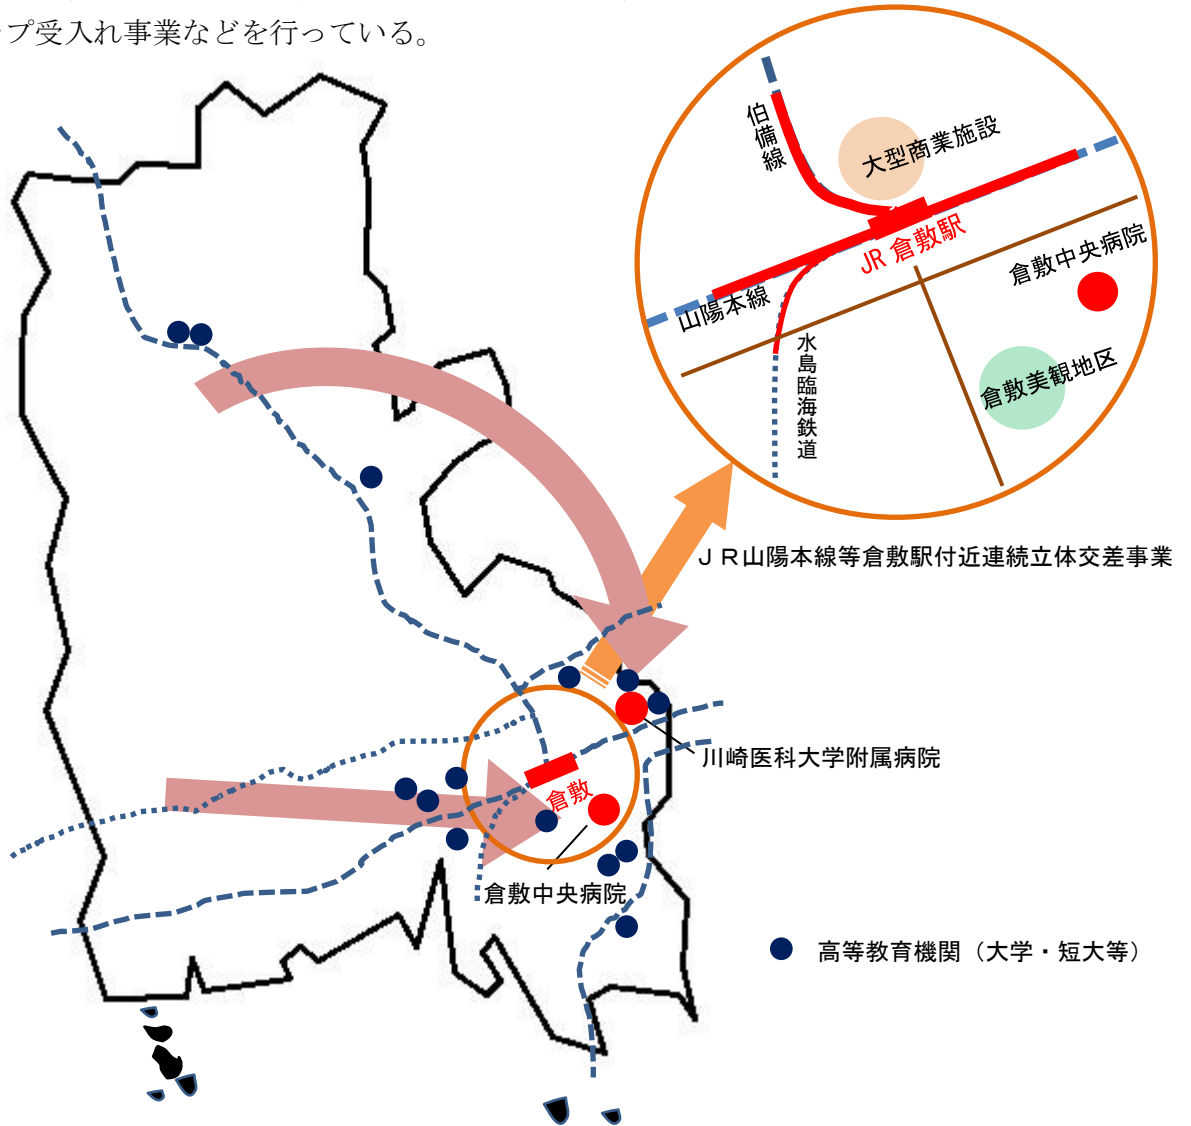 プ受入れ事業などを行っている。
伯備線
大型商業施設
JR 倉敷駅
倉敷中央病院
山陽本線
水島臨海鉄道
倉敷美観地区
ＪＲ山陽本線等倉敷駅付近連続立体交差事業
川崎医科大学附属病院
倉敷
倉敷中央病院
高等教育機関（大学・短大等）